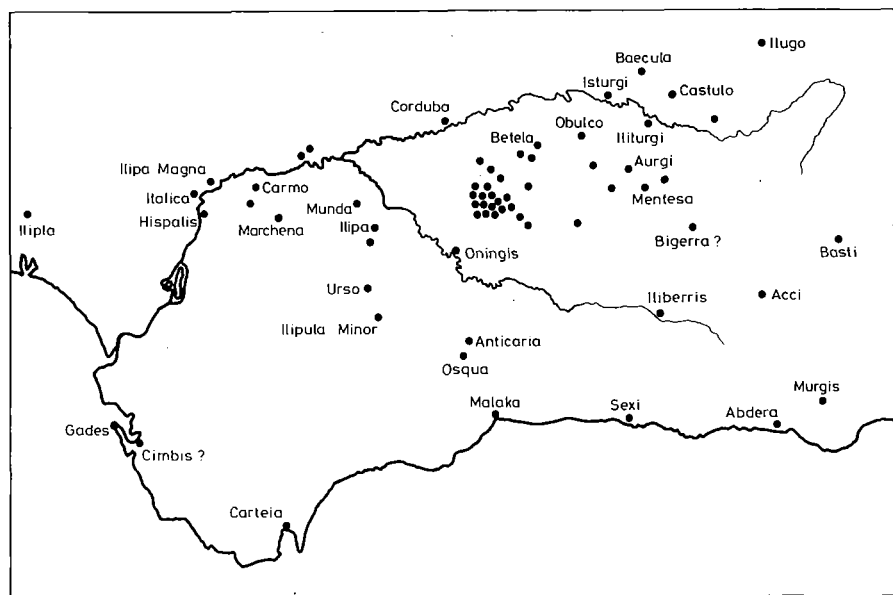 Ilugo
Baecula
Isturgi
Castulo
Corduba
Obulco
Iliturgi
Betela
Aurgi
Ilipa Magna
Carmo
Italica
Mentesa
Munda
Hispalis
Ilipla
Marchena
Ilipa
Bigerra ?
Oningis
Basti
Urso
Acci
Iliberris
Ilipula Minor
Anticaria
Osqua
Murgis
Malaka
Sexi
Abdera
Gades
Cimbis ?
Carteia